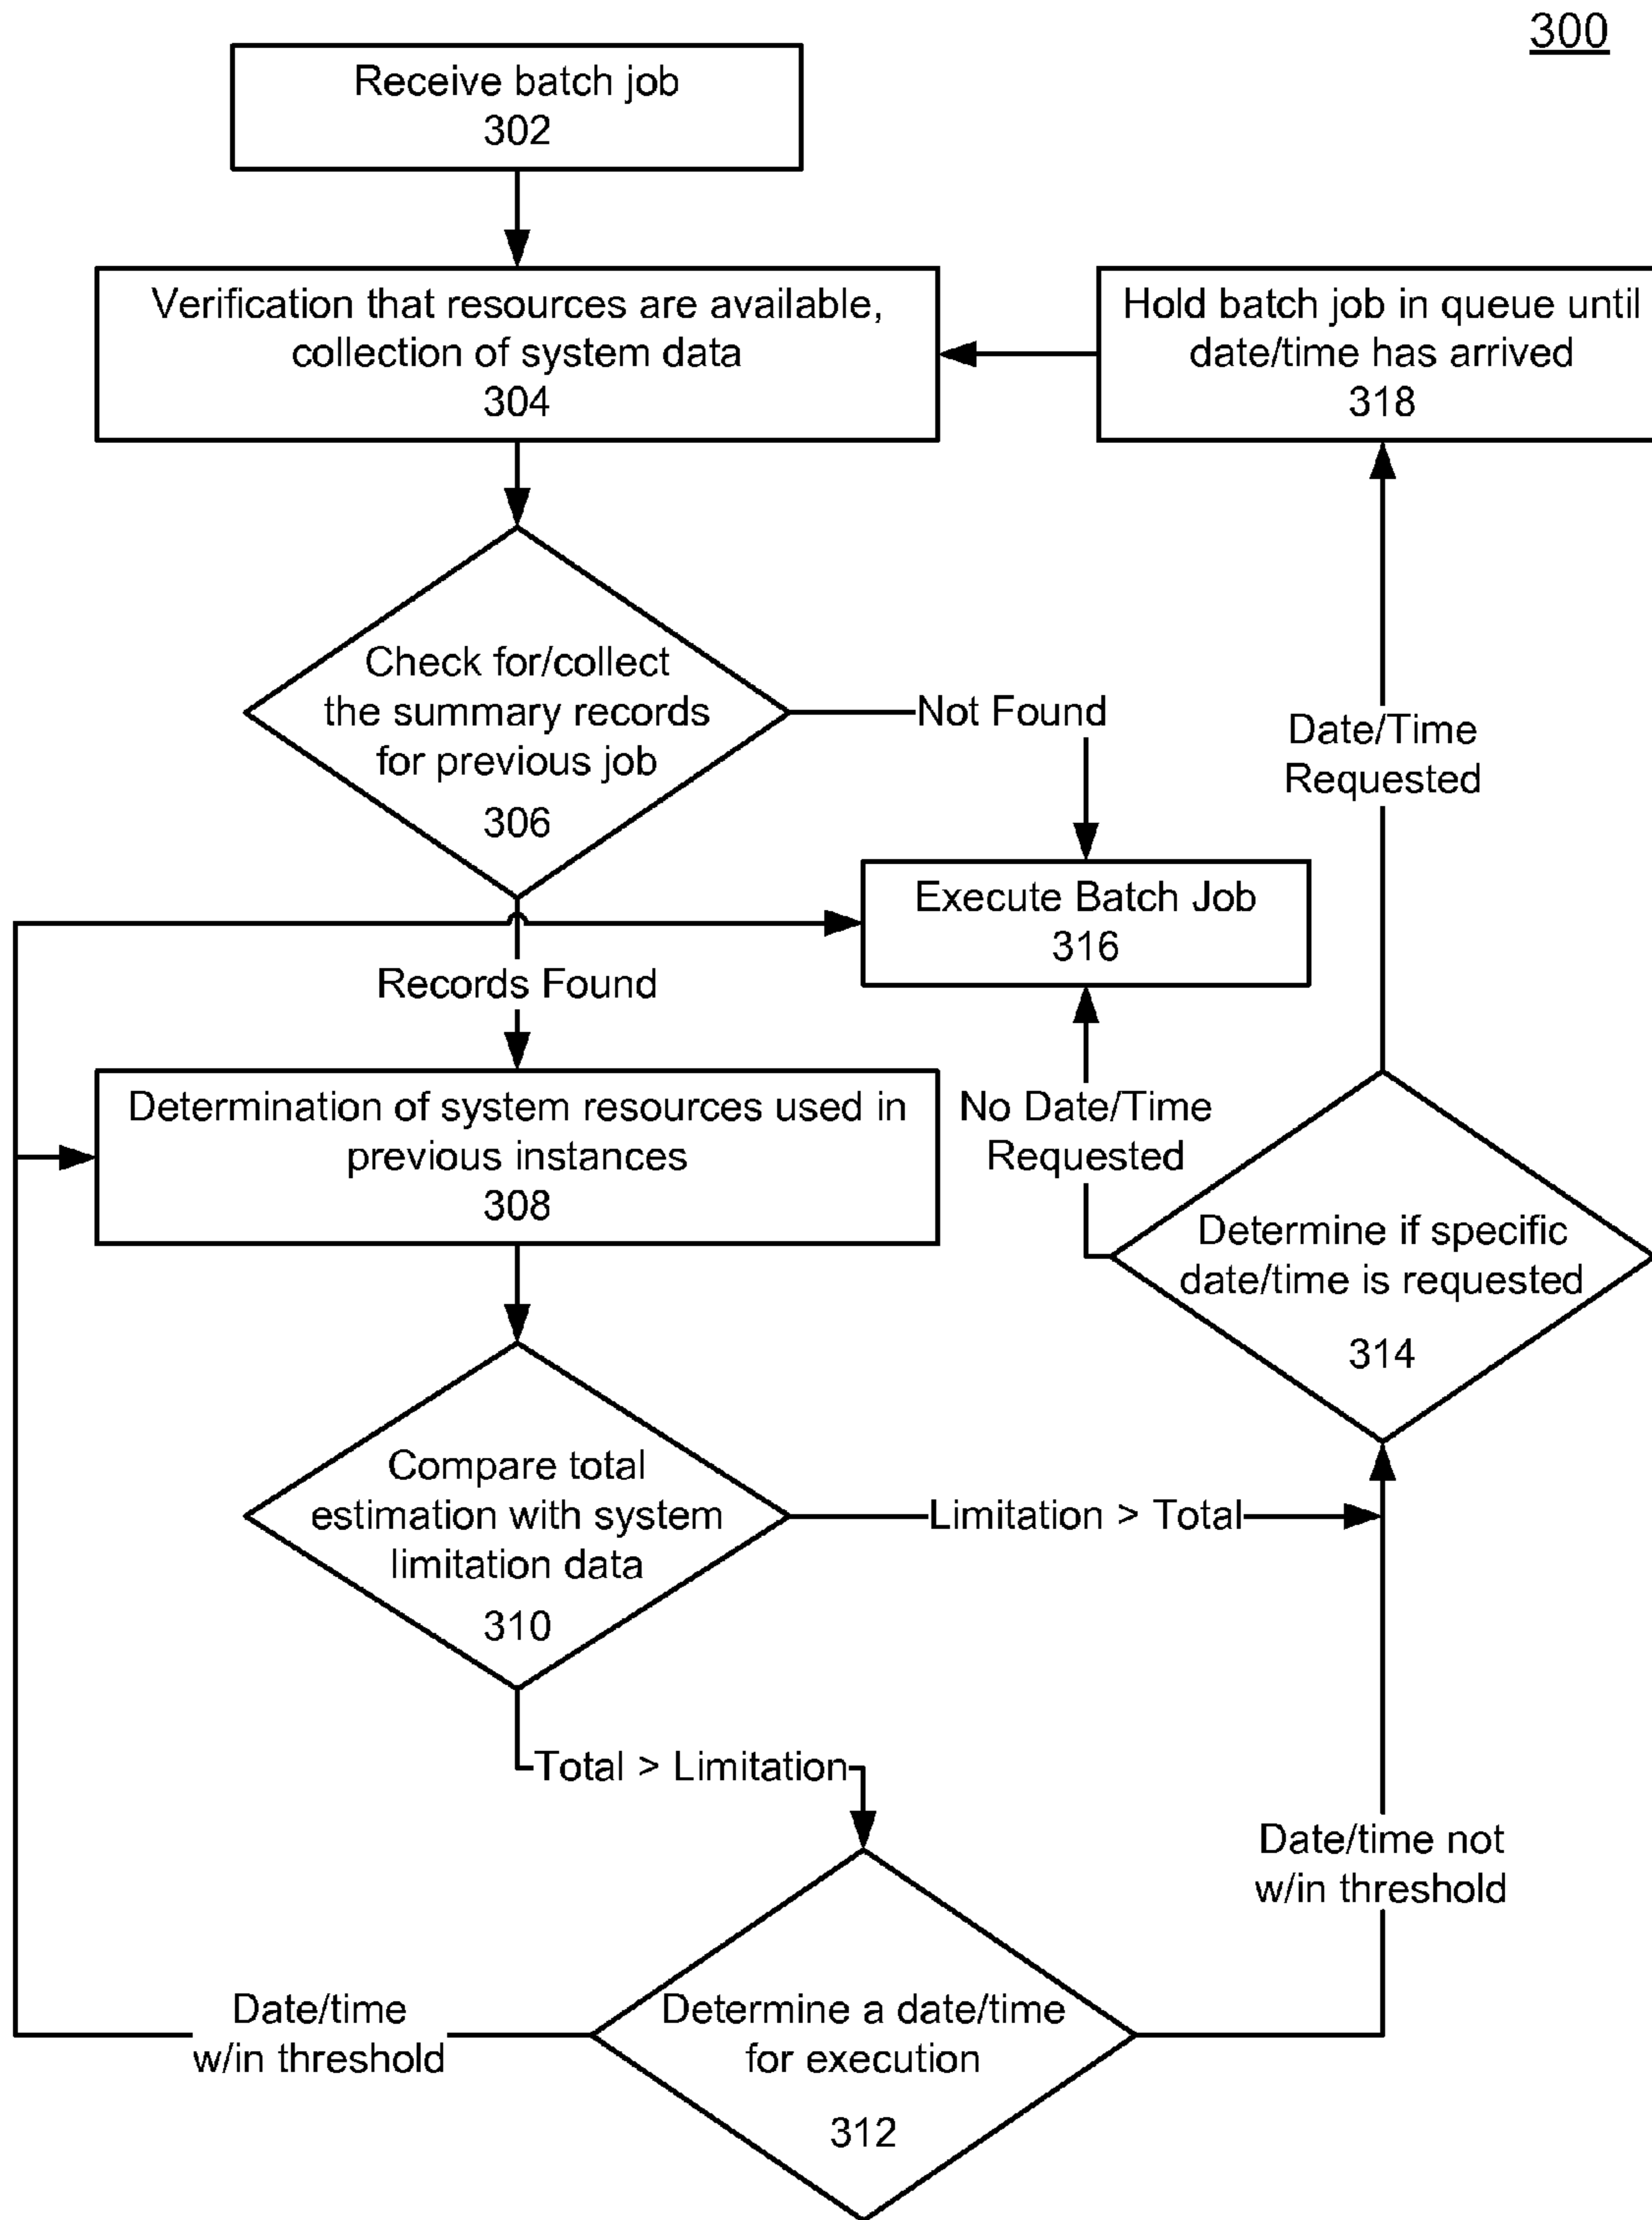 300
Receive batch job
302
Verification that resources are available,
collection of system data
304
Hold batch job in queue until
date/time has arrived
318
Check for/collect
the summary records
for previous job
306
Not Found
Date/Time
Requested
Execute Batch Job
316
Records Found
Determination of system resources used in
previous instances
308
No Date/Time
Requested
Determine if specific
date/time is requested
314
Compare total
estimation with system
limitation data
310
Limitation > Total
Total > Limitation
Date/time not
w/in threshold
Date/time
w/in threshold
Determine a date/time
for execution
312